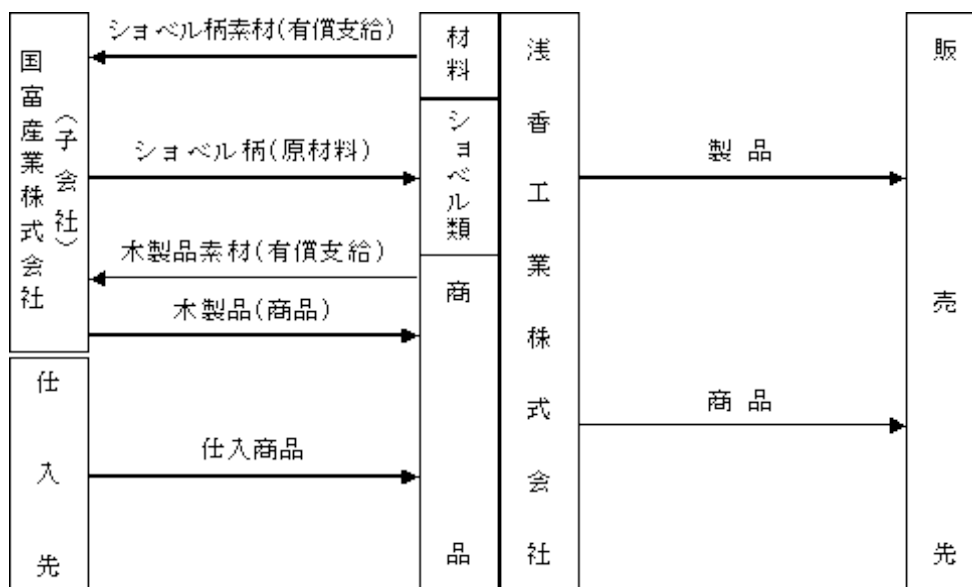 国富産業株式会社
(子会社)
仕入先
ショベル柄素材(有償支給)
ショベル柄(原材料)
木製品素材(有償支給)
木製品(商品)
仕入商品
材料
ショベル類
商品
浅香工業株式会社
製品
商品
販売先